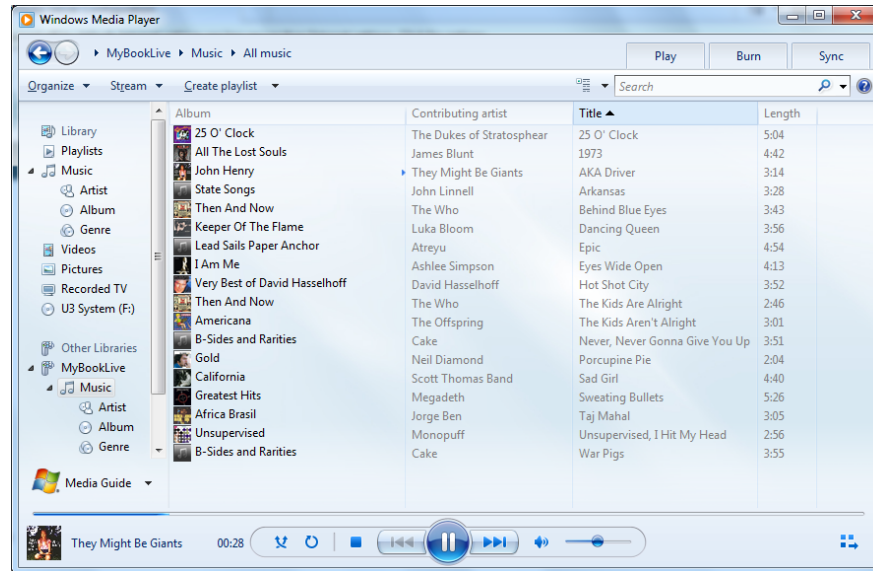 Windows Media Player
MyBookLive Music All music
Play Burn Sync
Organize Stream Create playlist Search
Album Contributing artist Title Length
Library
Playlists
Music
Artist
Album
Genre
Videos
Pictures
Recorded TV
U3 System (F:)
Other Libraries
MyBookLive
Music
Artist
Album
Genre
Media Guide
25 O' Clock The Dukes of Stratosphear 25 O' Clock 5:04
All The Lost Souls James Blunt 1973 4:42
John Henry They Might Be Giants AKA Driver 3:14
State Songs John Linnell Arkansas 3:28
Then And Now The Who Behind Blue Eyes 3:43
Keeper Of The Flame Luka Bloom Dancing Queen 3:56
Lead Sails Paper Anchor Atreyu Epic 4:54
I Am Me Ashlee Simpson Eyes Wide Open 4:13
Very Best of David Hasselhoff David Hasselhoff Hot Shot City 3:52
Then And Now The Who The Kids Are Alright 2:46
Americana The Offspring The Kids Aren't Alright 3:01
B-Sides and Rarities Cake Never, Never Gonna Give You Up 3:51
Gold Neil Diamond Porcupine Pie 2:04
California Scott Thomas Band Sad Girl 4:40
Greatest Hits Megadeth Sweating Bullets 5:26
Africa Brasil Jorge Ben Taj Mahal 3:05
Unsupervised Monopuff Unsupervised, I Hit My Head 2:56
B-Sides and Rarities Cake War Pigs 3:55
They Might Be Giants 00:28